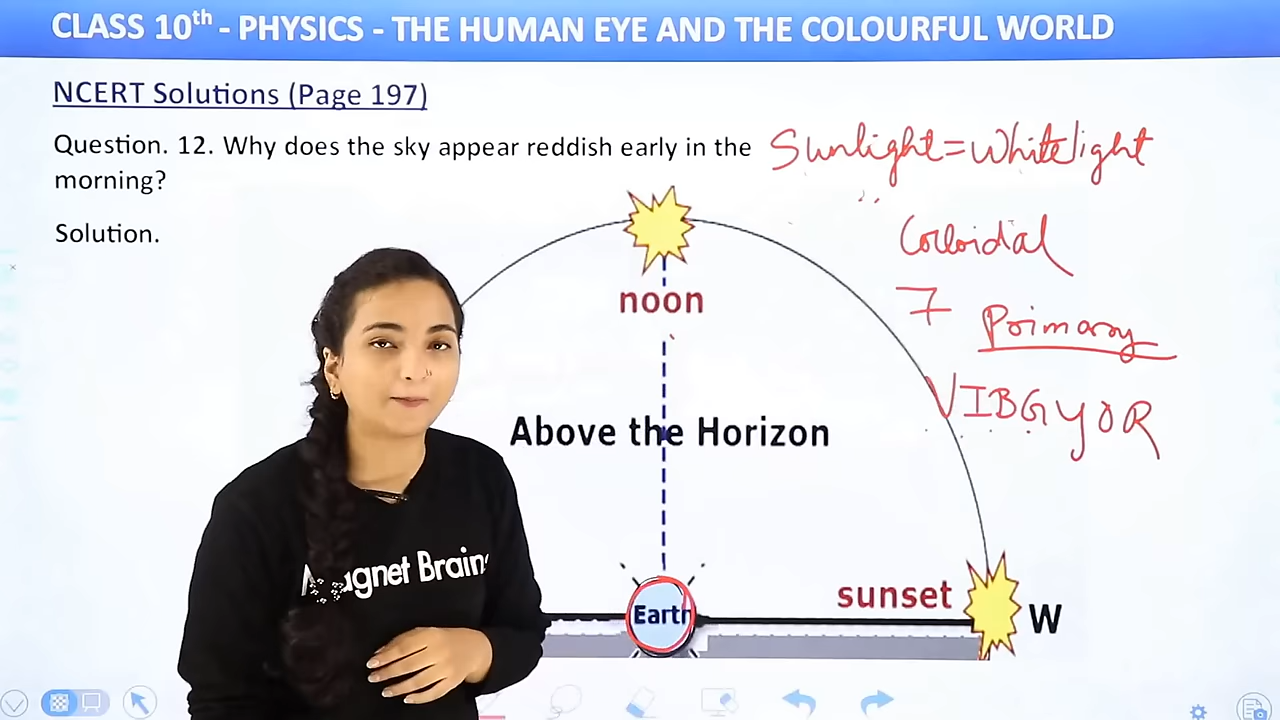 CLASS 10th - PHYSICS - THE HUMAN EYE AND THE COLOURFUL WORLD
NCERT Solutions (Page 197)
Question. 12. Why does the sky appear reddish early in the
morning?
Solution.
Sunlight = White light
Colloidal
7 Primary
VIBGYOR
noon
Above the Horizon
Magnet Brains
Earth
sunset
W